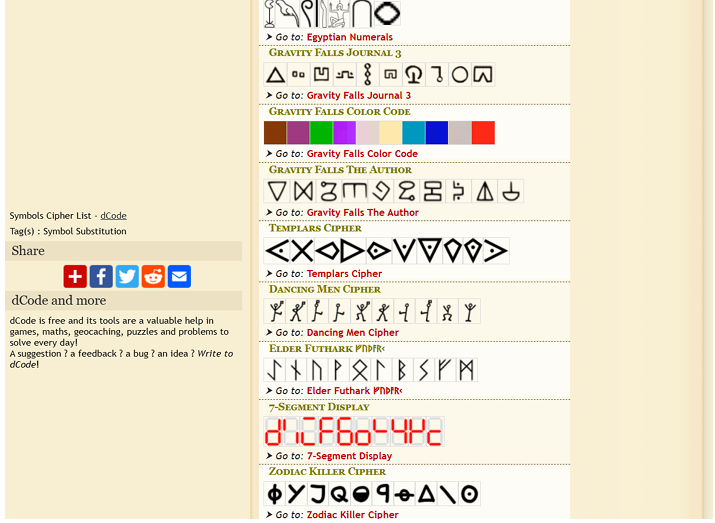 Symbols Cipher List - dCode
Tag(s) : Symbol Substitution
Share
dCode and more
dCode is free and its tools are a valuable help in
games, maths, geocaching, puzzles and problems to
solve every day!
A suggestion ? a feedback ? a bug ? an idea ? Write to
dCode!
➤ Go to: Egyptian Numerals
Gravity Falls Journal 3
➤ Go to: Gravity Falls Journal 3
Gravity Falls Color Code
➤ Go to: Gravity Falls Color Code
Gravity Falls The Author
➤ Go to: Gravity Falls The Author
Templars Cipher
➤ Go to: Templars Cipher
Dancing Men Cipher
➤ Go to: Dancing Men Cipher
Elder Futhark ᚠᚢᚦᚨᚱᚲ
➤ Go to: Elder Futhark ᚠᚢᚦᚨᚱᚲ
7-Segment Display
➤ Go to: 7-Segment Display
Zodiac Killer Cipher
➤ Go to: Zodiac Killer Cipher